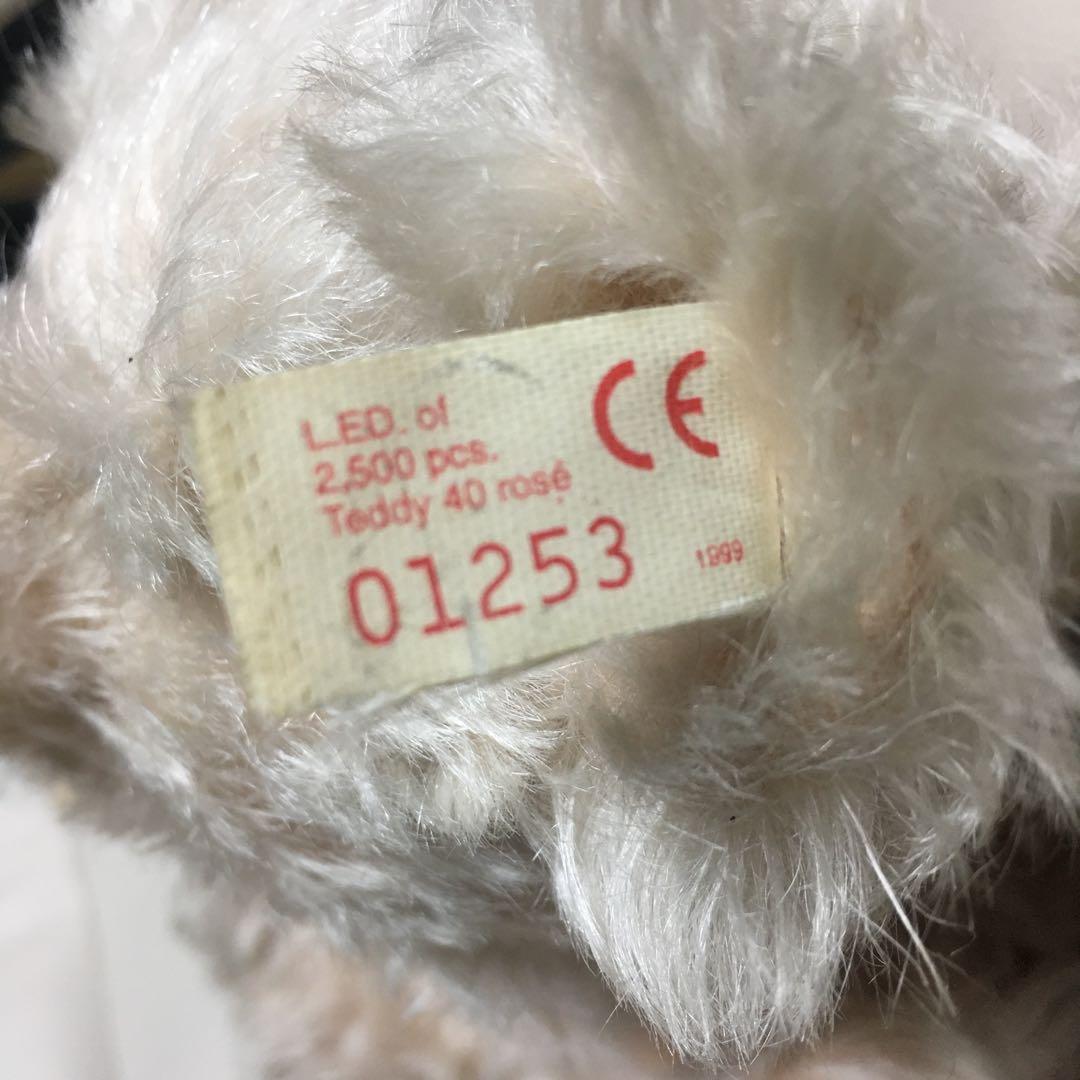 L.ED. of
2,500 pcs.
Teddy 40 rosé
01253
1999
CE